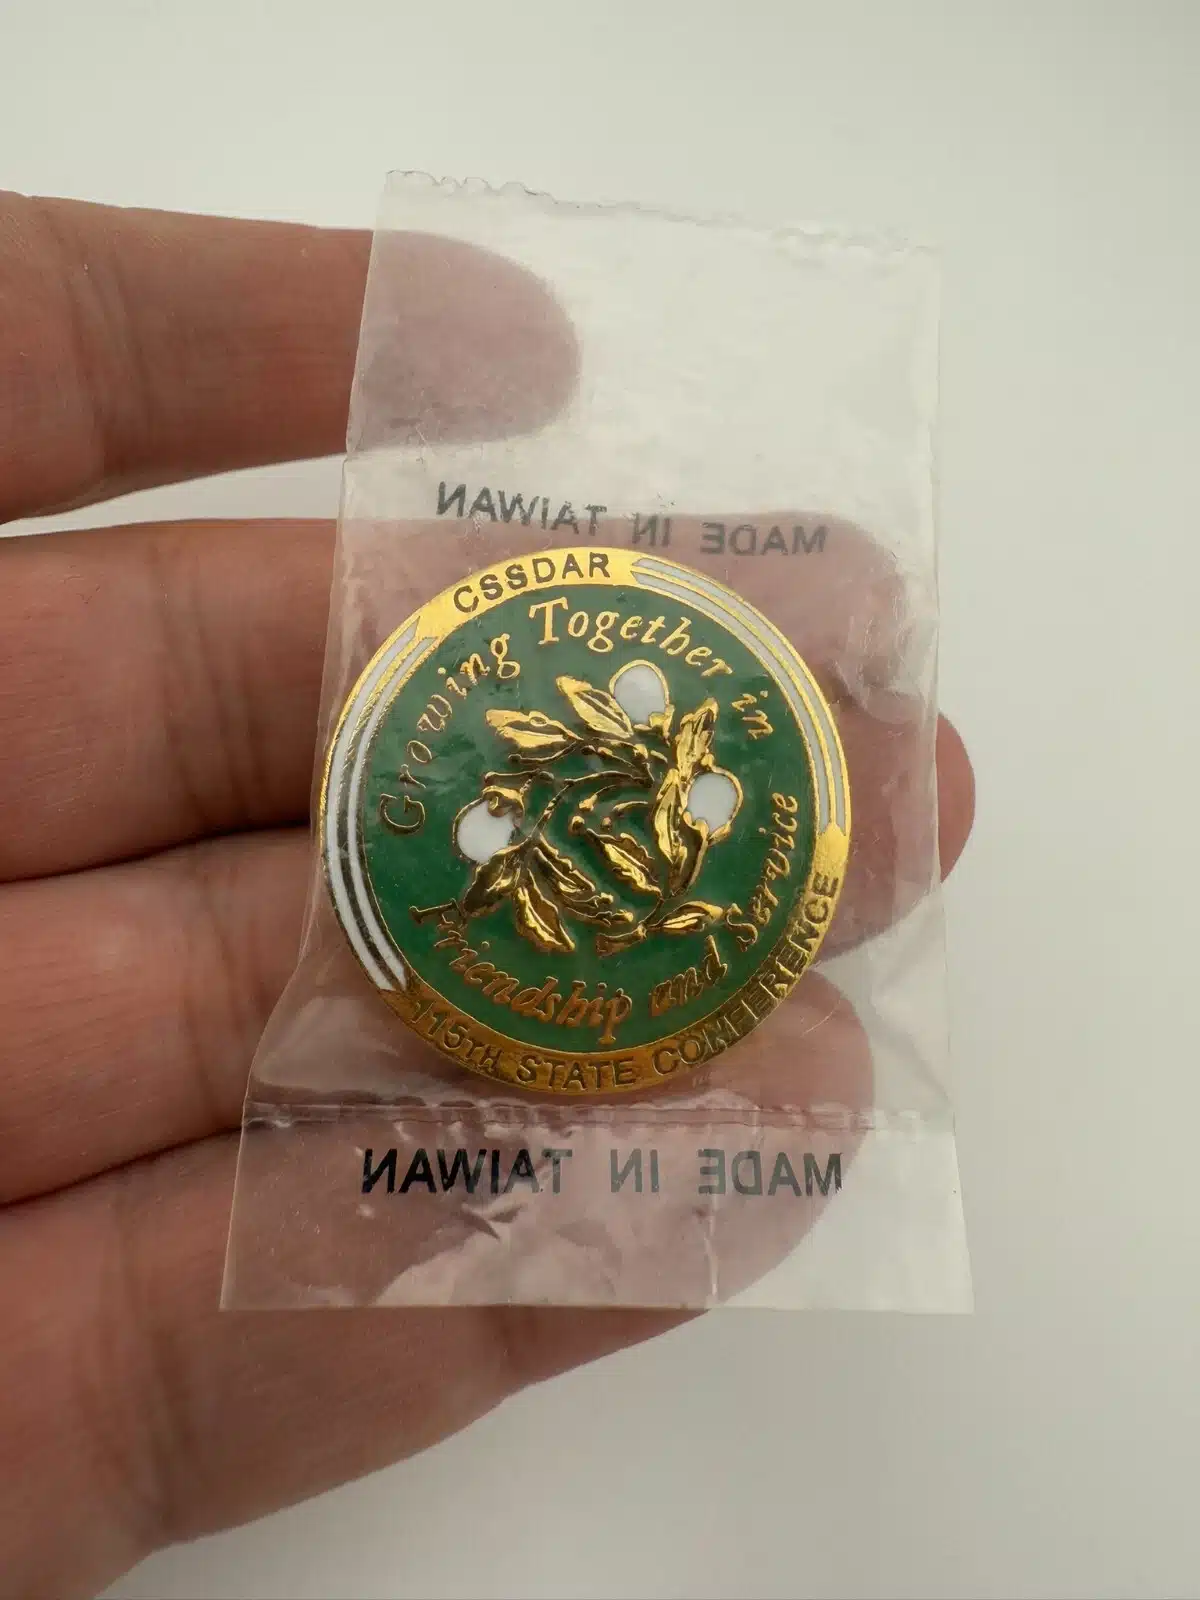 MADE IN TAIWAN
CSSDAR
Growing Together in
Friendship and Service
115TH STATE CONFERENCE
MADE IN TAIWAN